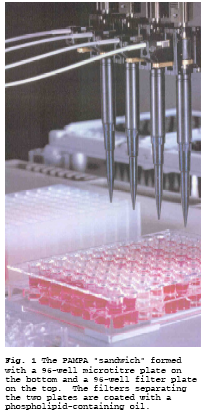 Fig. 1 The PAMPA "sandwich" formed
with a 96-well microtitre plate on
the bottom and a 96-well filter plate
on the top.  The filters separating
the two plates are coated with a
phospholipid-containing oil.